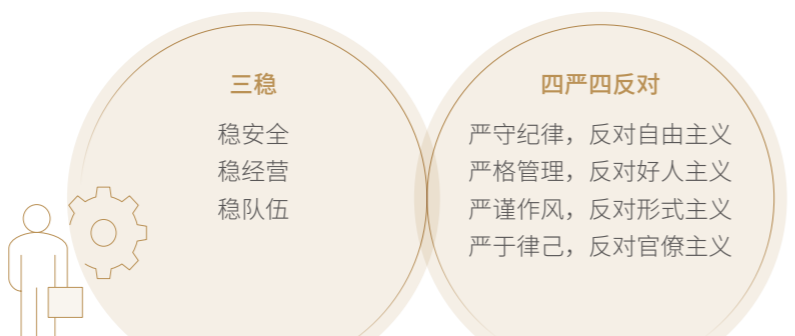 三稳
稳安全
稳经营
稳队伍
四严四反对
严守纪律，反对自由主义
严格管理，反对好人主义
严谨作风，反对形式主义
严于律己，反对官僚主义